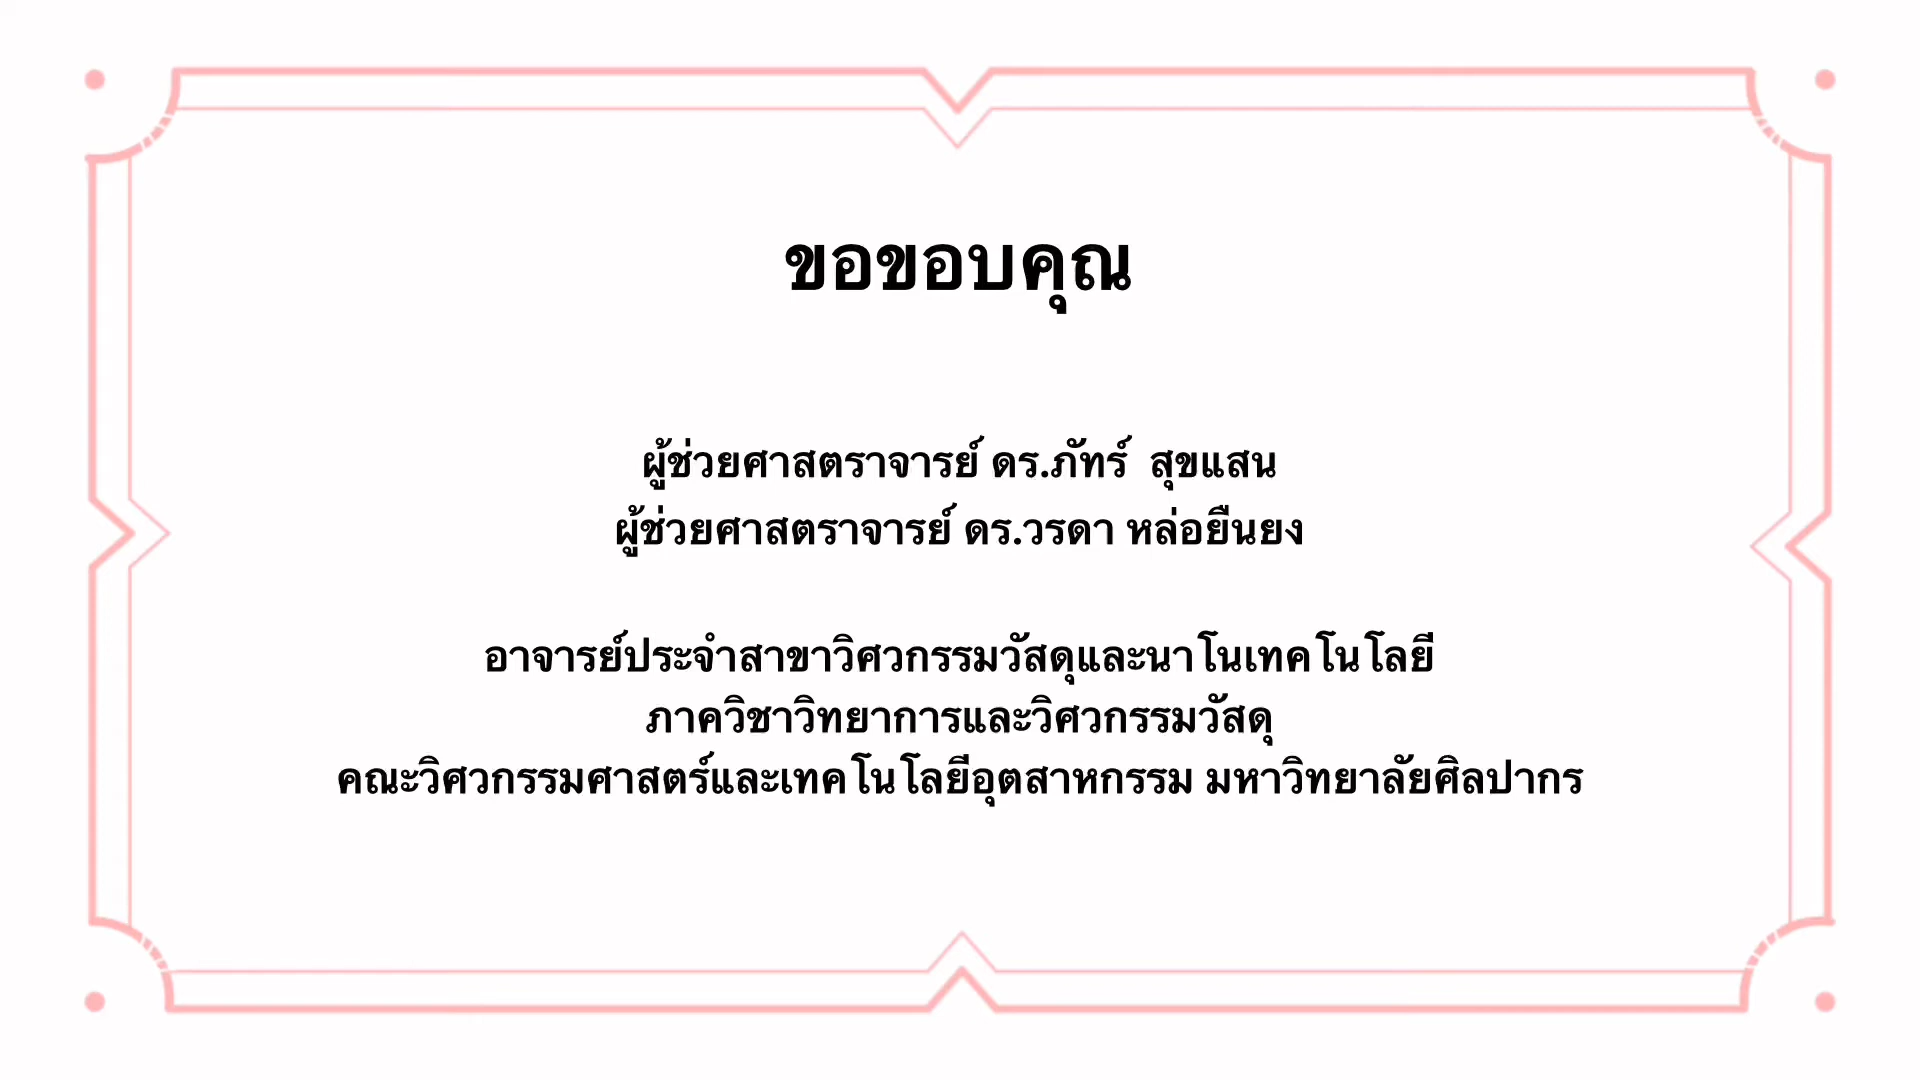 ขอขอบคุณ
ผู้ช่วยศาสตราจารย์ ดร.ภัทร์  สุขแสน
ผู้ช่วยศาสตราจารย์ ดร.วรดา หล่อยืนยง
อาจารย์ประจำสาขาวิศวกรรมวัสดุและนาโนเทคโนโลยี
ภาควิชาวิทยาการและวิศวกรรมวัสดุ
คณะวิศวกรรมศาสตร์และเทคโนโลยีอุตสาหกรรม มหาวิทยาลัยศิลปากร